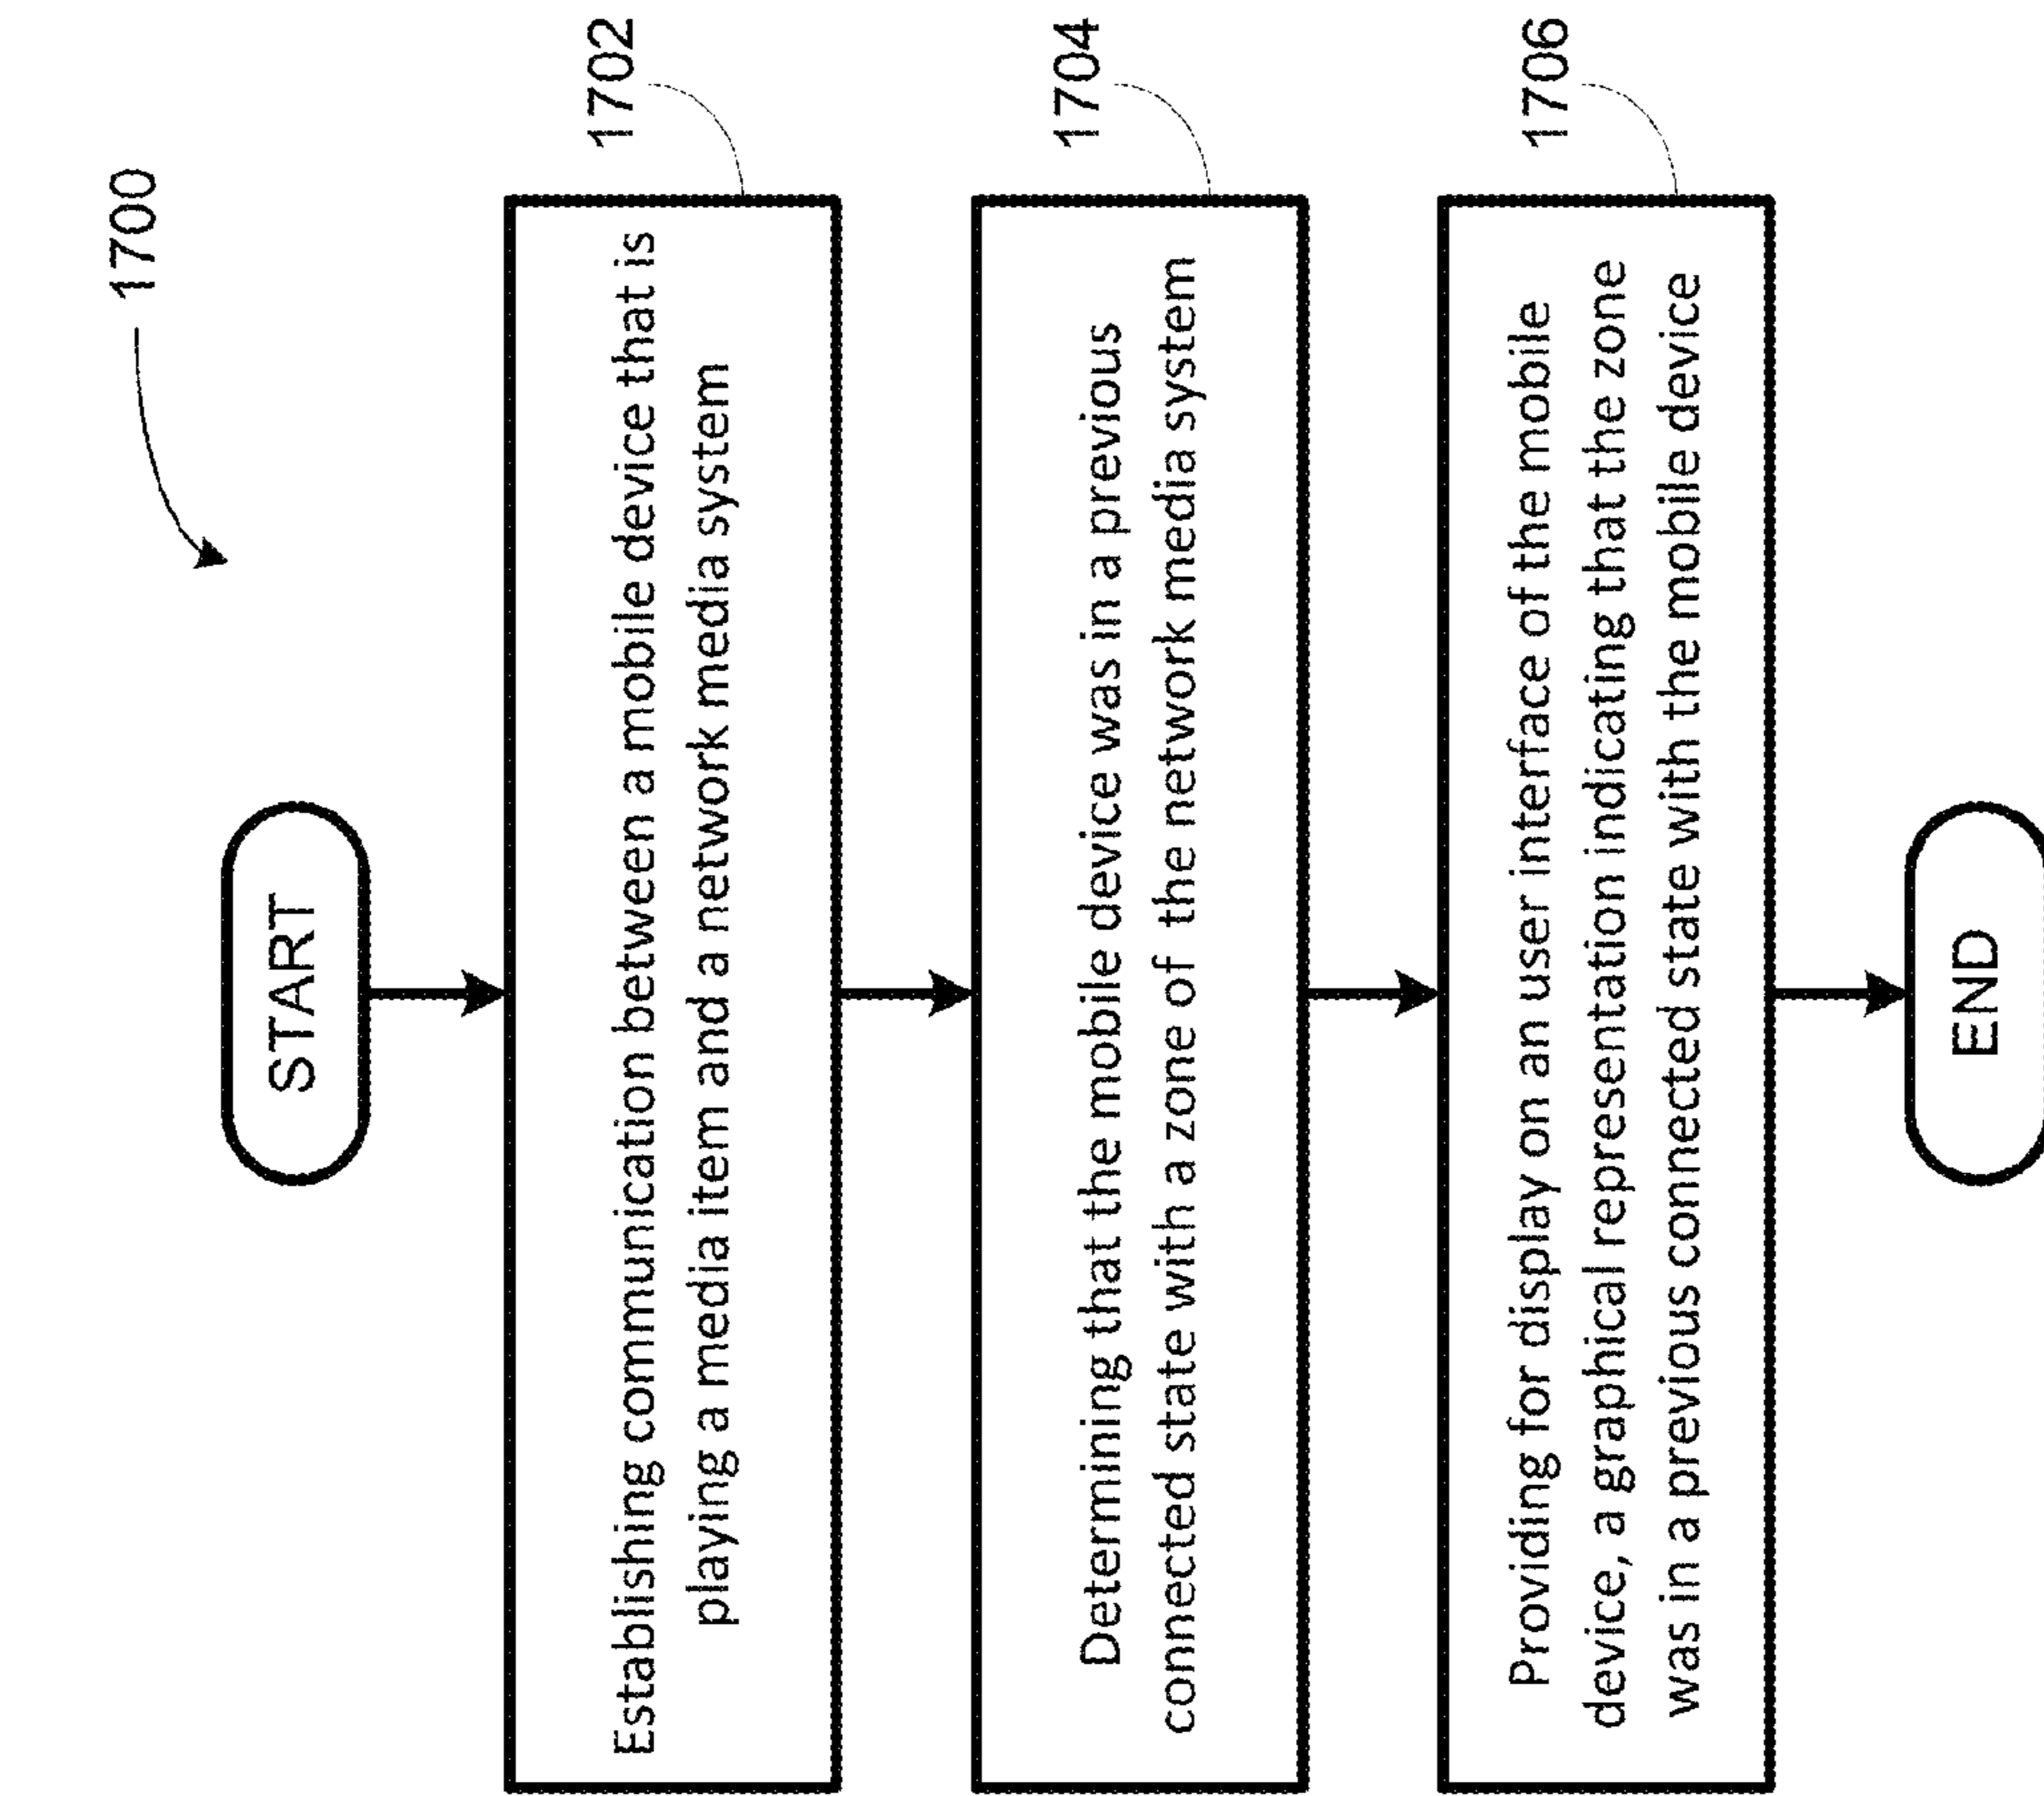 1700
START
Establishing communication between a mobile device that is
playing a media item and a network media system
1702
Determining that the mobile device was in a previous
connected state with a zone of the network media system
1704
Providing for display on an user interface of the mobile
device, a graphical representation indicating that the zone
was in a previous connected state with the mobile device
1706
END